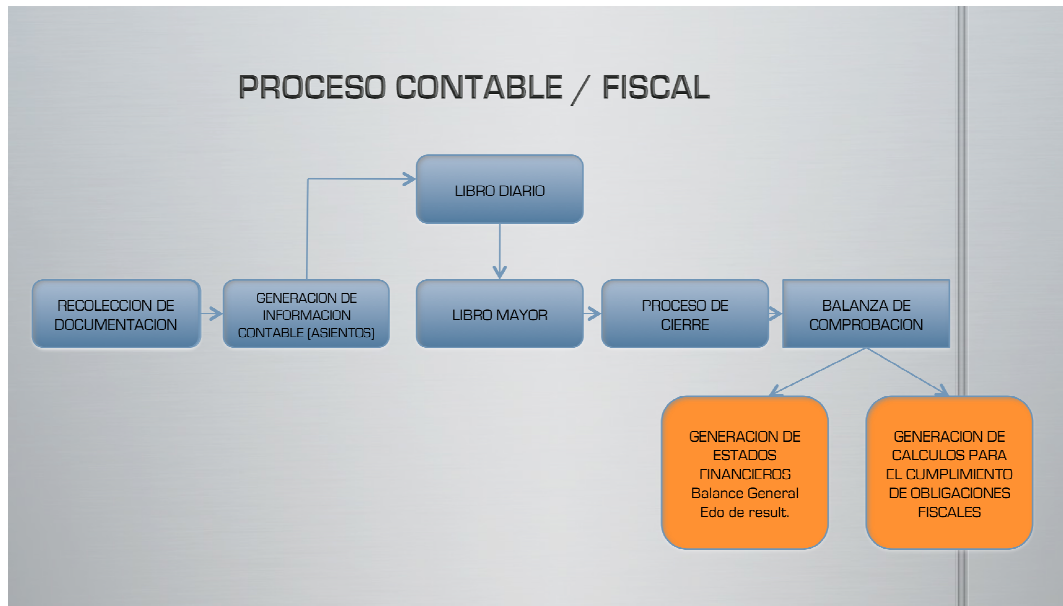 PROCESO CONTABLE / FISCAL
LIBRO DIARIO
RECOLECCION DE
DOCUMENTACION
GENERACION DE
INFORMACION
CONTABLE (ASIENTOS)
LIBRO MAYOR
PROCESO DE
CIERRE
BALANZA DE
COMPROBACION
GENERACION DE
ESTADOS
FINANCIEROS
Balance General
Edo de result.
GENERACION DE
CALCULOS PARA
EL CUMPLIMIENTO
DE OBLIGACIONES
FISCALES